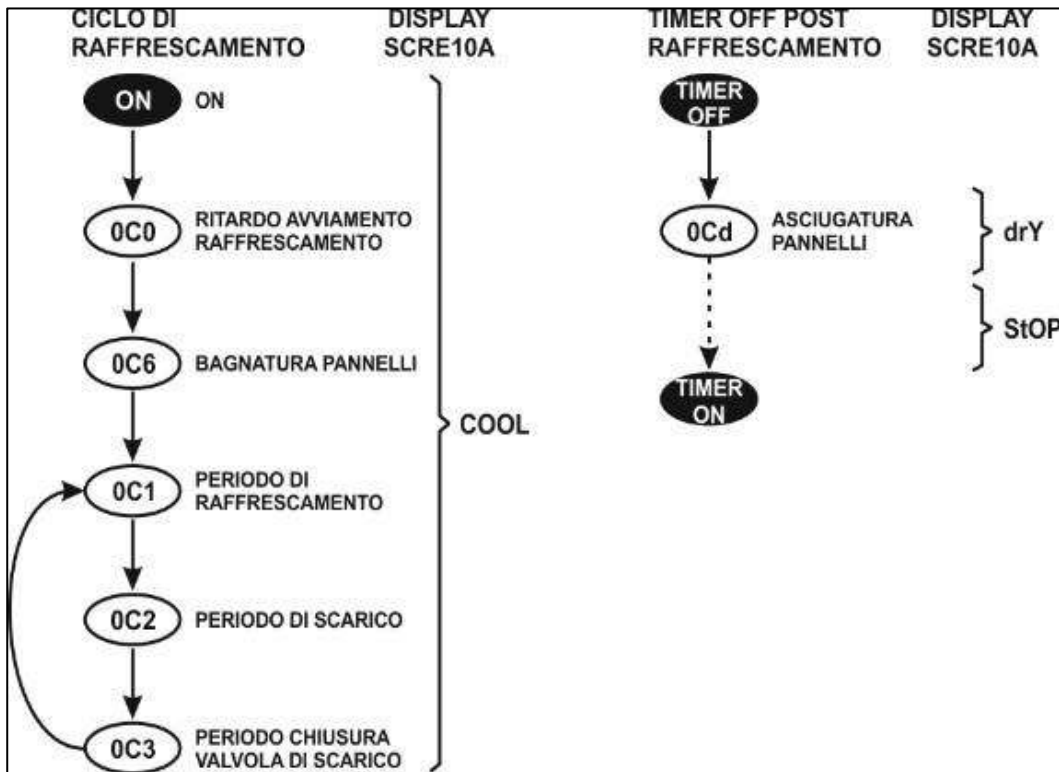 CICLO DI
RAFFRESCAMENTO
DISPLAY
SCRE10A
ON
ON
0C0
RITARDO AVVIAMENTO
RAFFRESCAMENTO
0C6
BAGNATURA PANNELLI
0C1
PERIODO DI
RAFFRESCAMENTO
0C2
PERIODO DI SCARICO
0C3
PERIODO CHIUSURA
VALVOLA DI SCARICO
COOL
TIMER OFF POST
RAFFRESCAMENTO
DISPLAY
SCRE10A
TIMER
OFF
0Cd
ASCIUGATURA
PANNELLI
drY
StOP
TIMER
ON